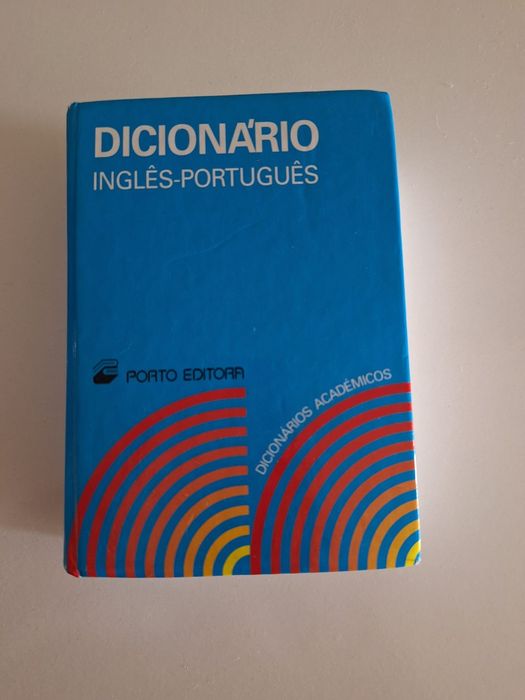 DICIONÁRIO
INGLÊS-PORTUGUÊS
PORTO EDITORA
DICIONÁRIOS ACADÉMICOS